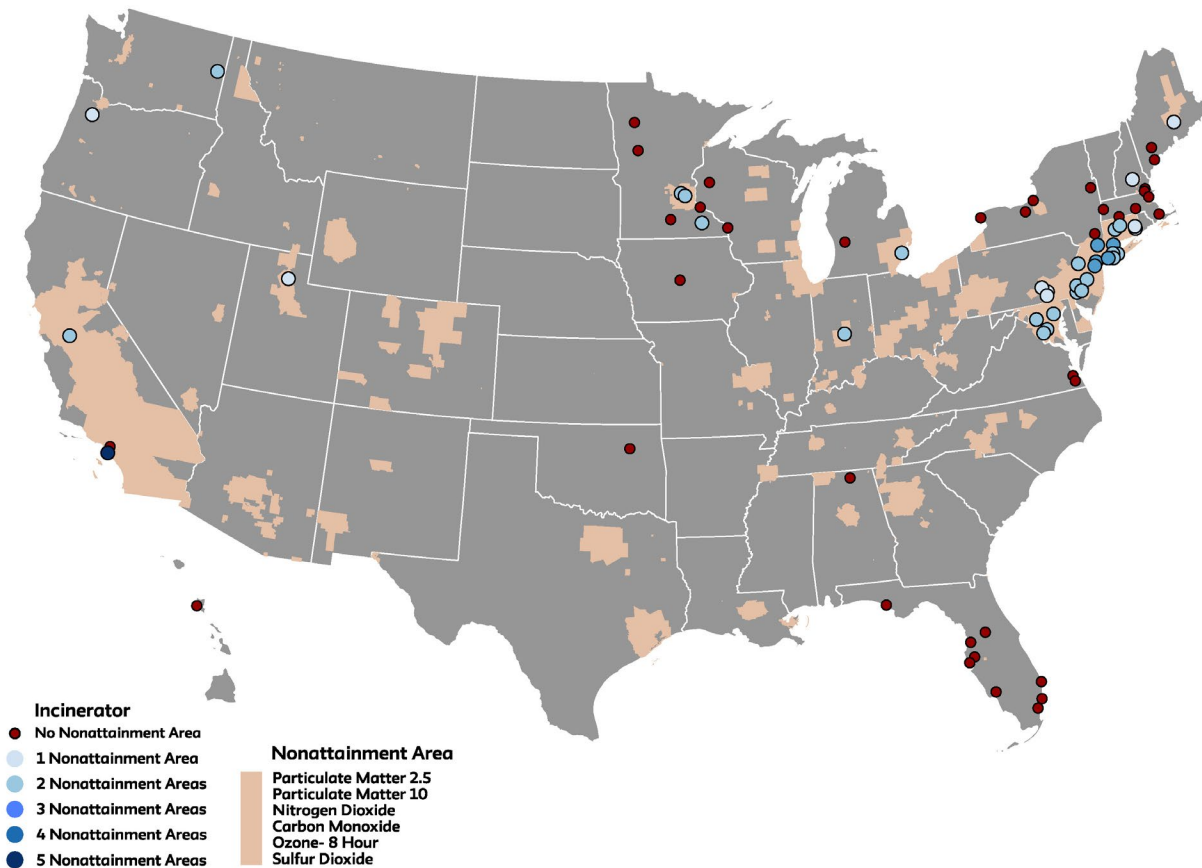 Incinerator
No Nonattainment Area
1 Nonattainment Area
2 Nonattainment Areas
3 Nonattainment Areas
4 Nonattainment Areas
5 Nonattainment Areas
Nonattainment Area
Particulate Matter 2.5
Particulate Matter 10
Nitrogen Dioxide
Carbon Monoxide
Ozone- 8 Hour
Sulfur Dioxide